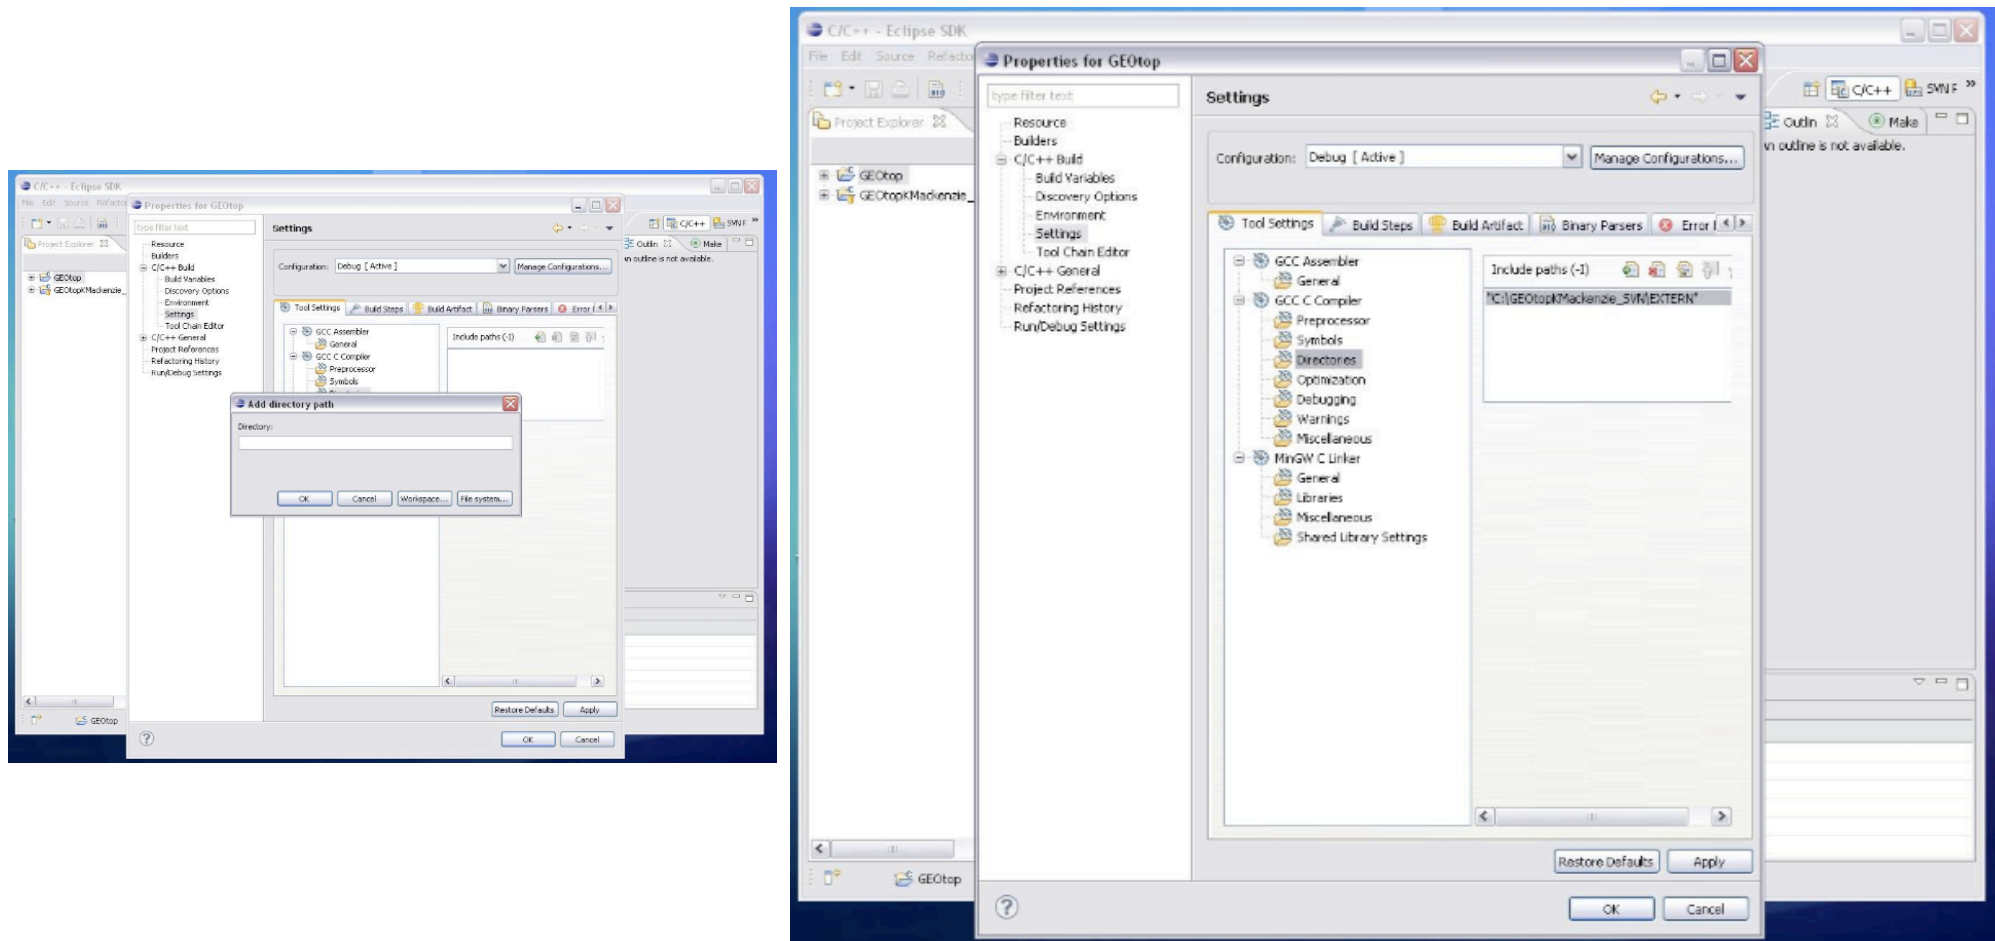 C/C++ - Eclipse SDK
File Edit Source Refacto
Properties for GEOtop
type filter text
Settings
C/C++
SVN F
Project Explorer
Outlin
Make
n outline is not available.
Resource
Builders
C/C++ Build
Build Variables
Discovery Options
Environment
Settings
Tool Chain Editor
C/C++ General
Project References
Refactoring History
Run/Debug Settings
GEOtop
GEOtopKMackenzie_
Configuration: Debug [ Active ] Manage Configurations...
Tool Settings Build Steps Build Artifact Binary Parsers Error
GCC Assembler
General
GCC C Compiler
Preprocessor
Symbols
Include paths (-I)
Add directory path
Directory:
OK Cancel Workspace... File system...
Restore Defaults Apply
GEOtop
OK Cancel
C/C++ - Eclipse SDK
File Edit Source Refacto
Properties for GEOtop
type filter text
Settings
C/C++
SVN F
Project Explorer
Outlin
Make
n outline is not available.
Resource
Builders
C/C++ Build
Build Variables
Discovery Options
Environment
Settings
Tool Chain Editor
C/C++ General
Project References
Refactoring History
Run/Debug Settings
GEOtop
GEOtopKMackenzie_
Configuration: Debug [ Active ] Manage Configurations...
Tool Settings Build Steps Build Artifact Binary Parsers Error
GCC Assembler
General
GCC C Compiler
Preprocessor
Symbols
Directories
Optimization
Debugging
Warnings
Miscellaneous
MinGW C Linker
General
Libraries
Miscellaneous
Shared Library Settings
Include paths (-I)
"C:\GEOtopKMackenzie_SVN\EXTERN"
Restore Defaults Apply
GEOtop
OK Cancel